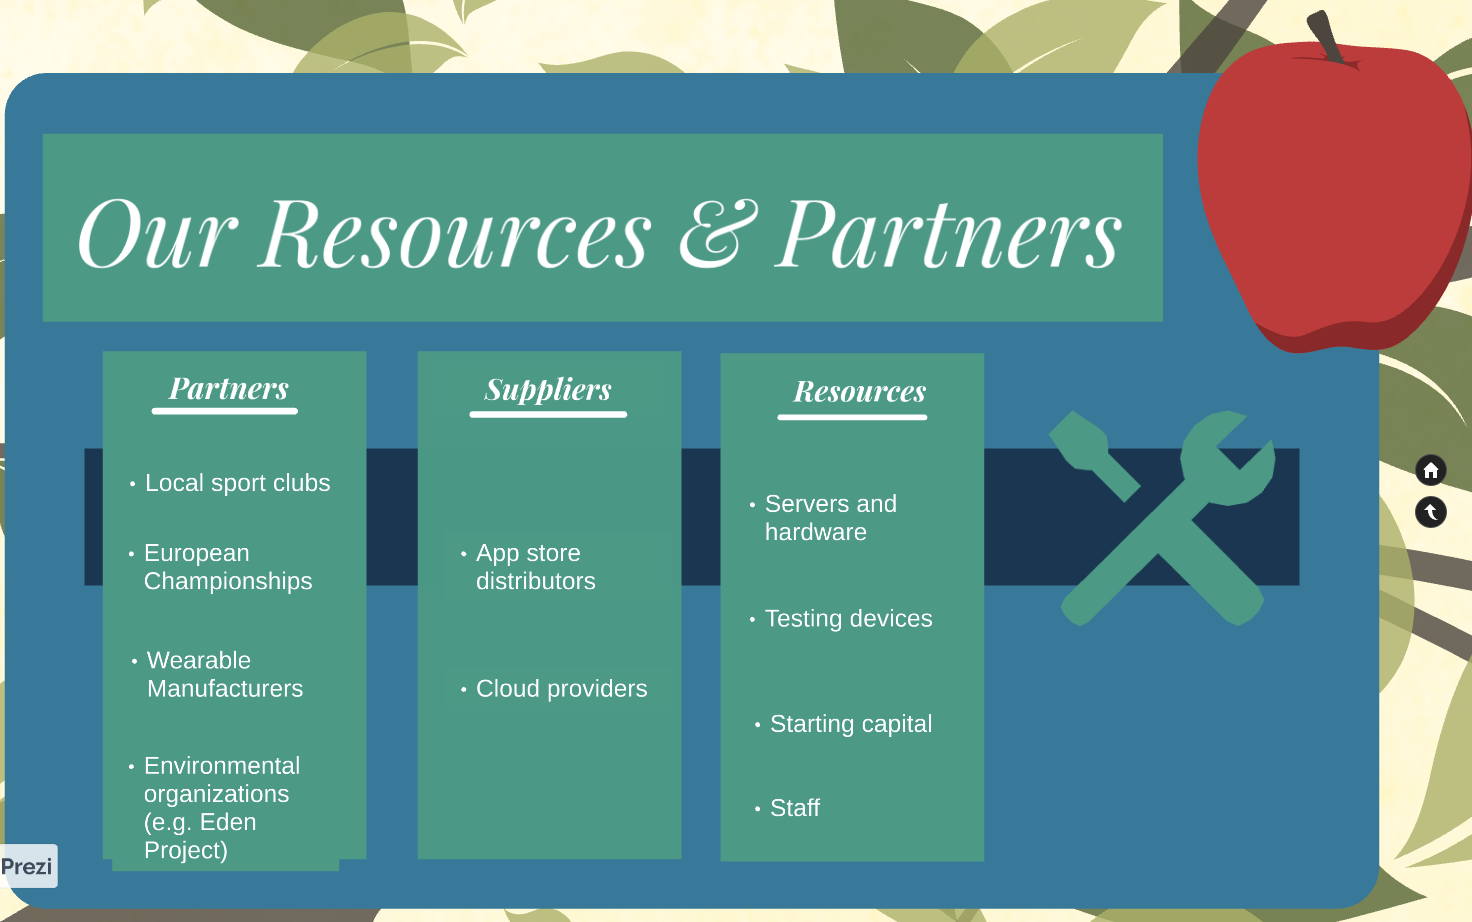 Our Resources & Partners
Partners
• Local sport clubs
• European
Championships
• Wearable
Manufacturers
• Environmental
organizations
(e.g. Eden
Project)
Suppliers
• App store
distributors
• Cloud providers
Resources
• Servers and
hardware
• Testing devices
• Starting capital
• Staff
Prezi